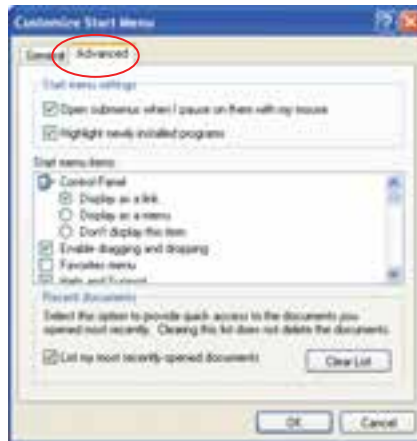 Customize Start Menu
General
Advanced
Start menu settings
Open submenus when I pause on them with my mouse
Highlight newly installed programs
Start menu items:
Control Panel
Display as a link
Display as a menu
Don't display this item
Enable dragging and dropping
Favorites menu
Help and Support
Recent documents
Select this option to provide quick access to the documents you
opened most recently. Clearing this list does not delete the documents.
List my most recently opened documents
Clear List
OK
Cancel